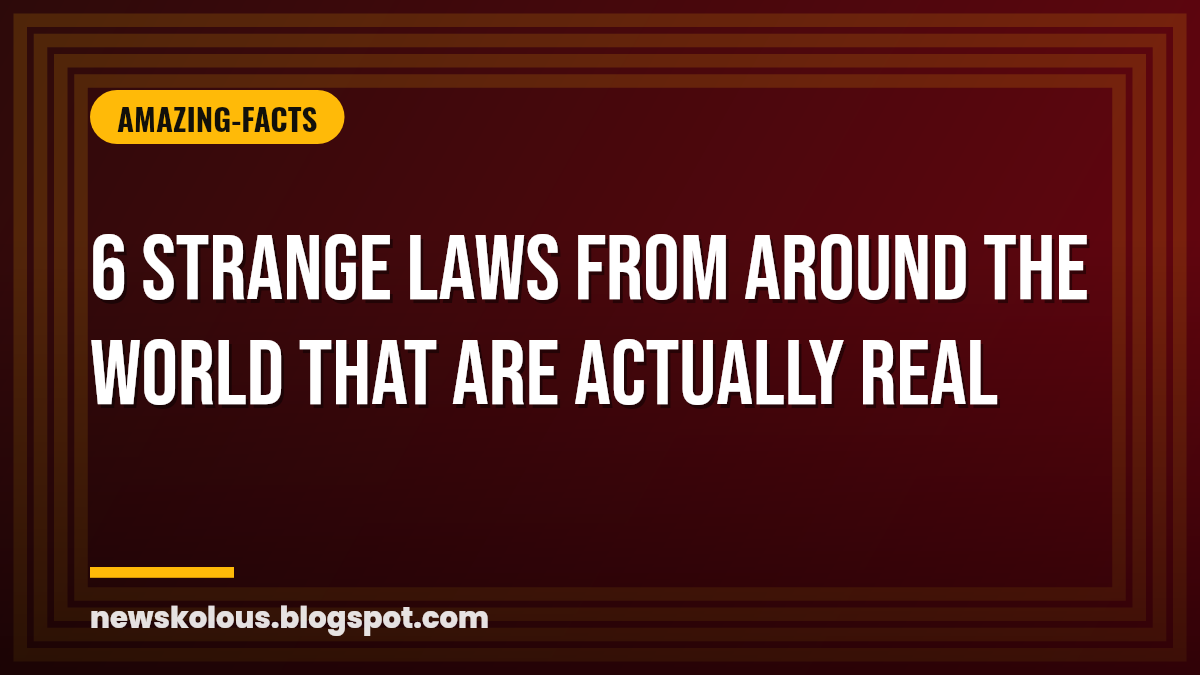 AMAZING-FACTS
6 STRANGE LAWS FROM AROUND THE
WORLD THAT ARE ACTUALLY REAL
newskolous.blogspot.com